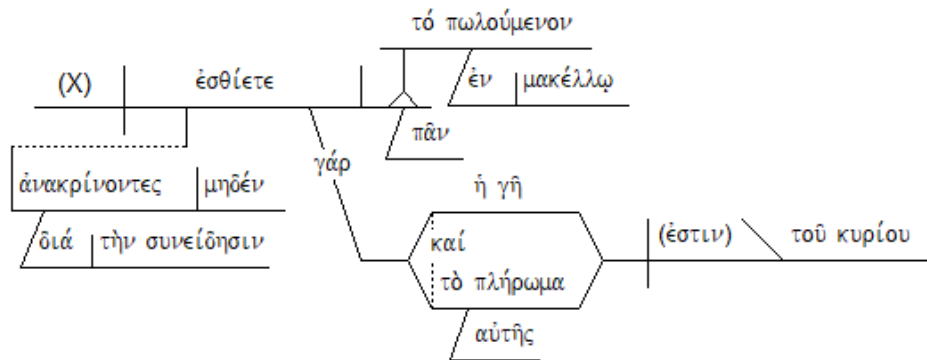 τό πωλούμενον
(X) ἐσθίετε ἐν μακέλλῳ
πᾶν
γάρ
ἀνακρίνοντες μηδέν ἡ γῆ
διά τὴν συνείδησιν καί (ἐστιν) τοῦ κυρίου
τὸ πλήρωμα
αὐτῆς